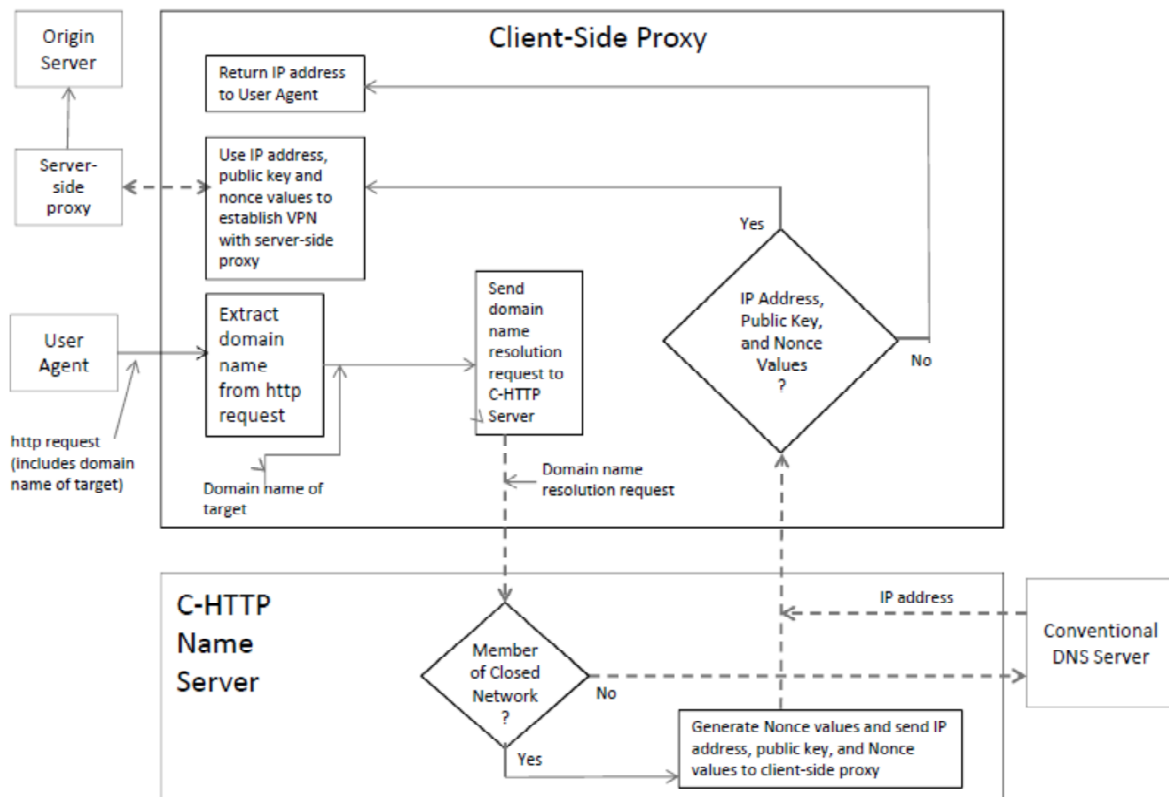 Client-Side Proxy
Origin
Server
Return IP address
to User Agent
Server-
side
proxy
Use IP address,
public key and
nonce values to
establish VPN
with server-side
proxy
Yes
IP Address,
Public Key,
and Nonce
Values
?
No
User
Agent
Extract
domain
name
from http
request
Send
domain
name
resolution
request to
C-HTTP
Server
http request
(includes domain
name of target)
Domain name of
target
Domain name
resolution request
C-HTTP
Name
Server
Member
of Closed
Network
?
No
Yes
IP address
Conventional
DNS Server
Generate Nonce values and send IP
address, public key, and Nonce
values to client-side proxy